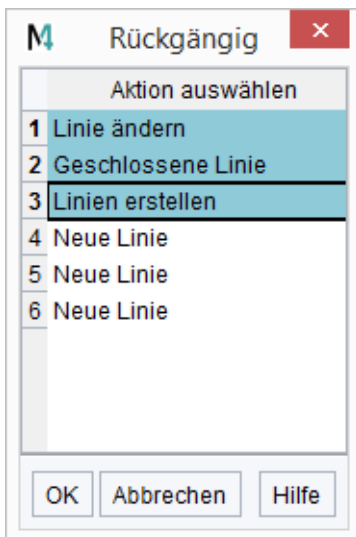 M Rückgängig ×
Aktion auswählen
1 Linie ändern
2 Geschlossene Linie
3 Linien erstellen
4 Neue Linie
5 Neue Linie
6 Neue Linie
OK Abbrechen Hilfe